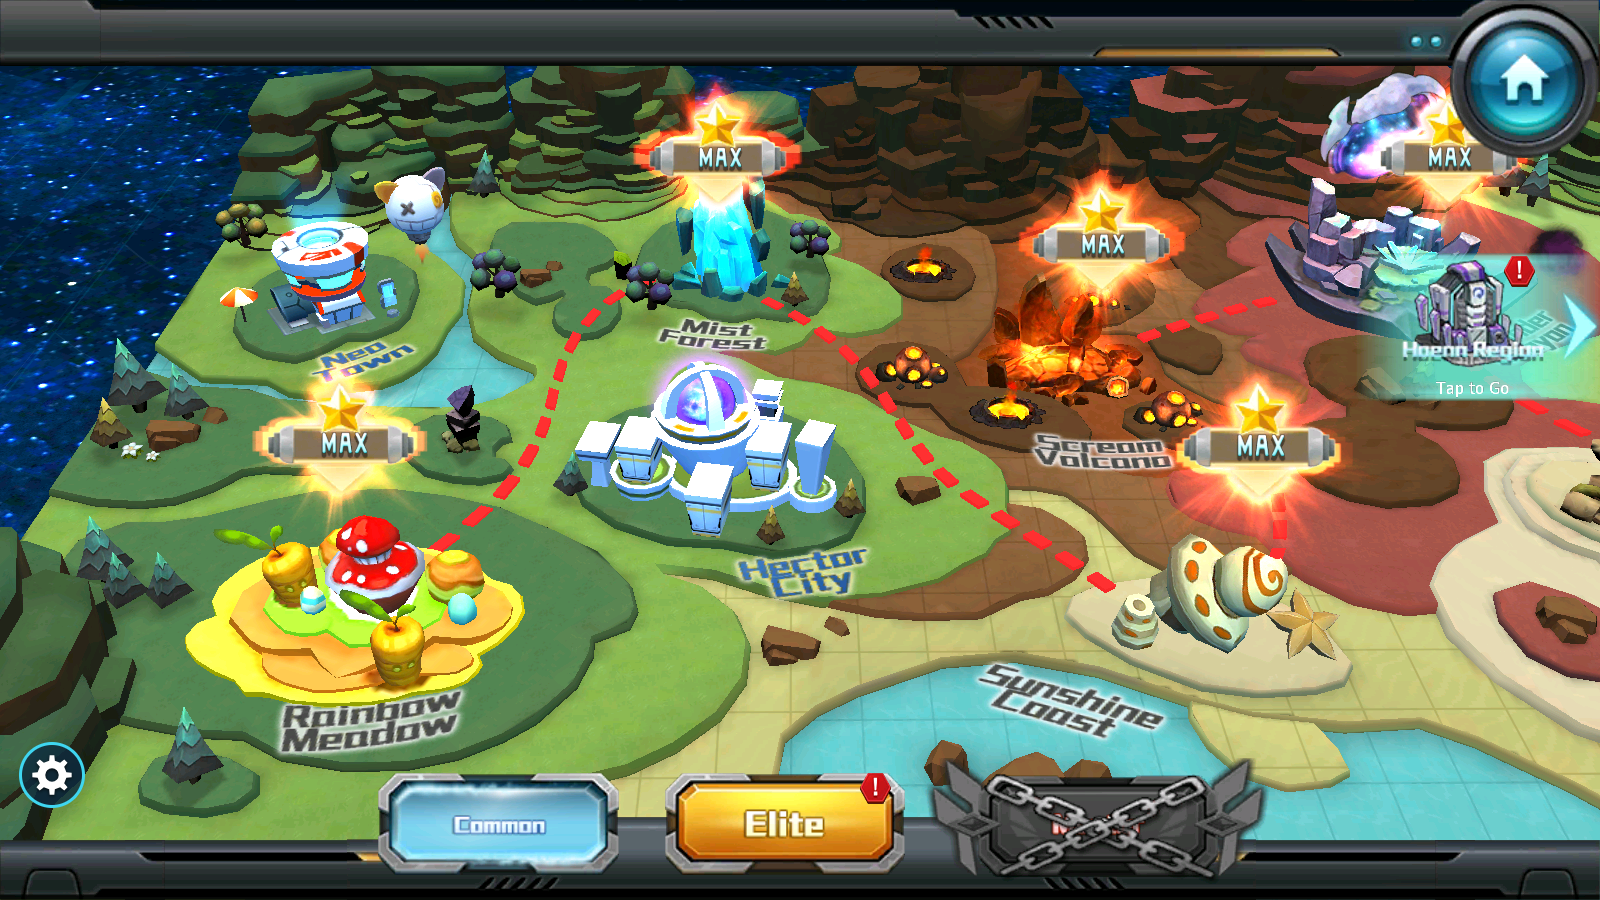 MAX
MAX
MAX
MAX
MAX
Neo
Town
Mist
Forest
Hoenn Region
Tap to Go
Scream
Volcano
Hector
City
Rainbow
Meadow
Sunshine
Coast
Common
Elite
!
!